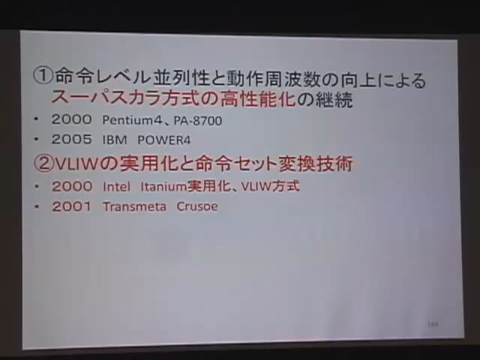 ①命令レベル並列性と動作周波数の向上による
スーパスカラ方式の高性能化の継続
• 2000 Pentium4、PA-8700
• 2005 IBM POWER4
②VLIWの実用化と命令セット変換技術
• 2000 Intel Itanium実用化、VLIW方式
• 2001 Transmeta Crusoe